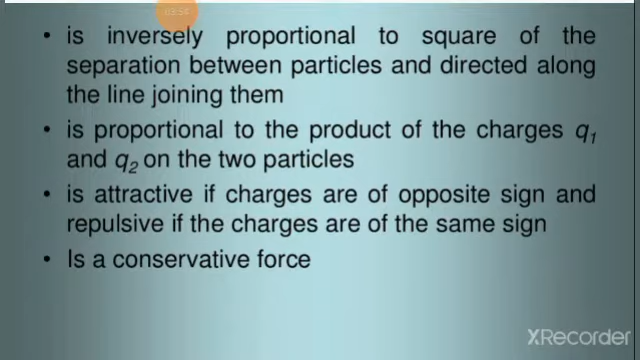 03:54
• is inversely proportional to square of the
separation between particles and directed along
the line joining them
• is proportional to the product of the charges q₁
and q₂ on the two particles
• is attractive if charges are of opposite sign and
repulsive if the charges are of the same sign
• Is a conservative force
XRecorder